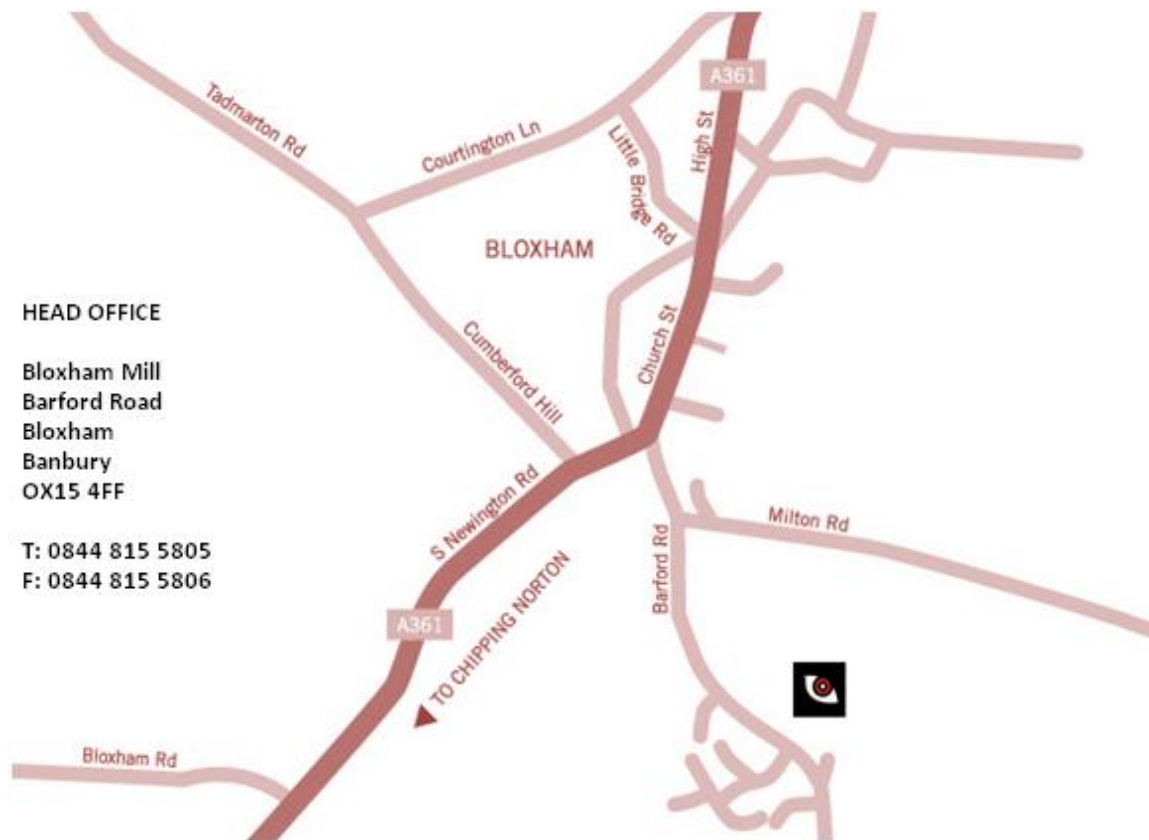 A361
Tadmarton Rd
Courtington Ln
High St
Little Bridge Rd
BLOXHAM
HEAD OFFICE
Bloxham Mill
Barford Road
Bloxham
Banbury
OX15 4FF
T: 0844 815 5805
F: 0844 815 5806
Church St
Cumberford Hill
S Newington Rd
Milton Rd
Barford Rd
A361
TO CHIPPING NORTON
Bloxham Rd